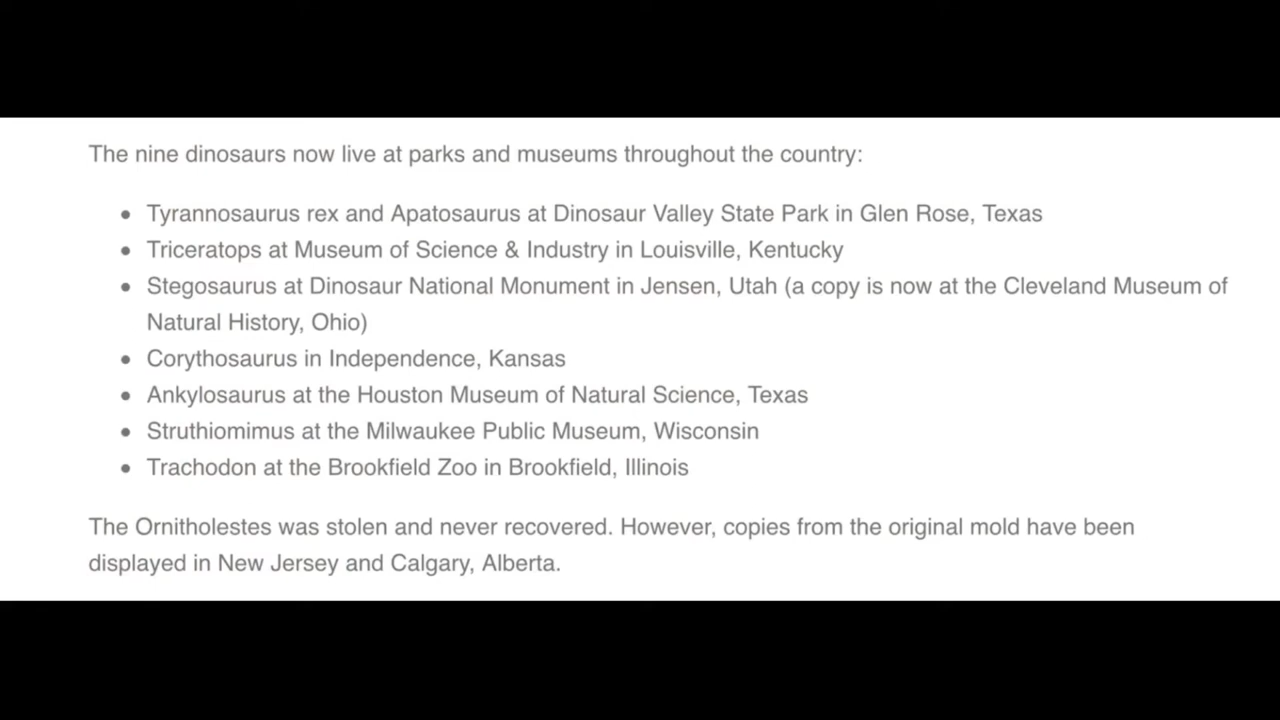 The nine dinosaurs now live at parks and museums throughout the country:
• Tyrannosaurus rex and Apatosaurus at Dinosaur Valley State Park in Glen Rose, Texas
• Triceratops at Museum of Science & Industry in Louisville, Kentucky
• Stegosaurus at Dinosaur National Monument in Jensen, Utah (a copy is now at the Cleveland Museum of
Natural History, Ohio)
• Corythosaurus in Independence, Kansas
• Ankylosaurus at the Houston Museum of Natural Science, Texas
• Struthiomimus at the Milwaukee Public Museum, Wisconsin
• Trachodon at the Brookfield Zoo in Brookfield, Illinois
The Ornitholestes was stolen and never recovered. However, copies from the original mold have been
displayed in New Jersey and Calgary, Alberta.